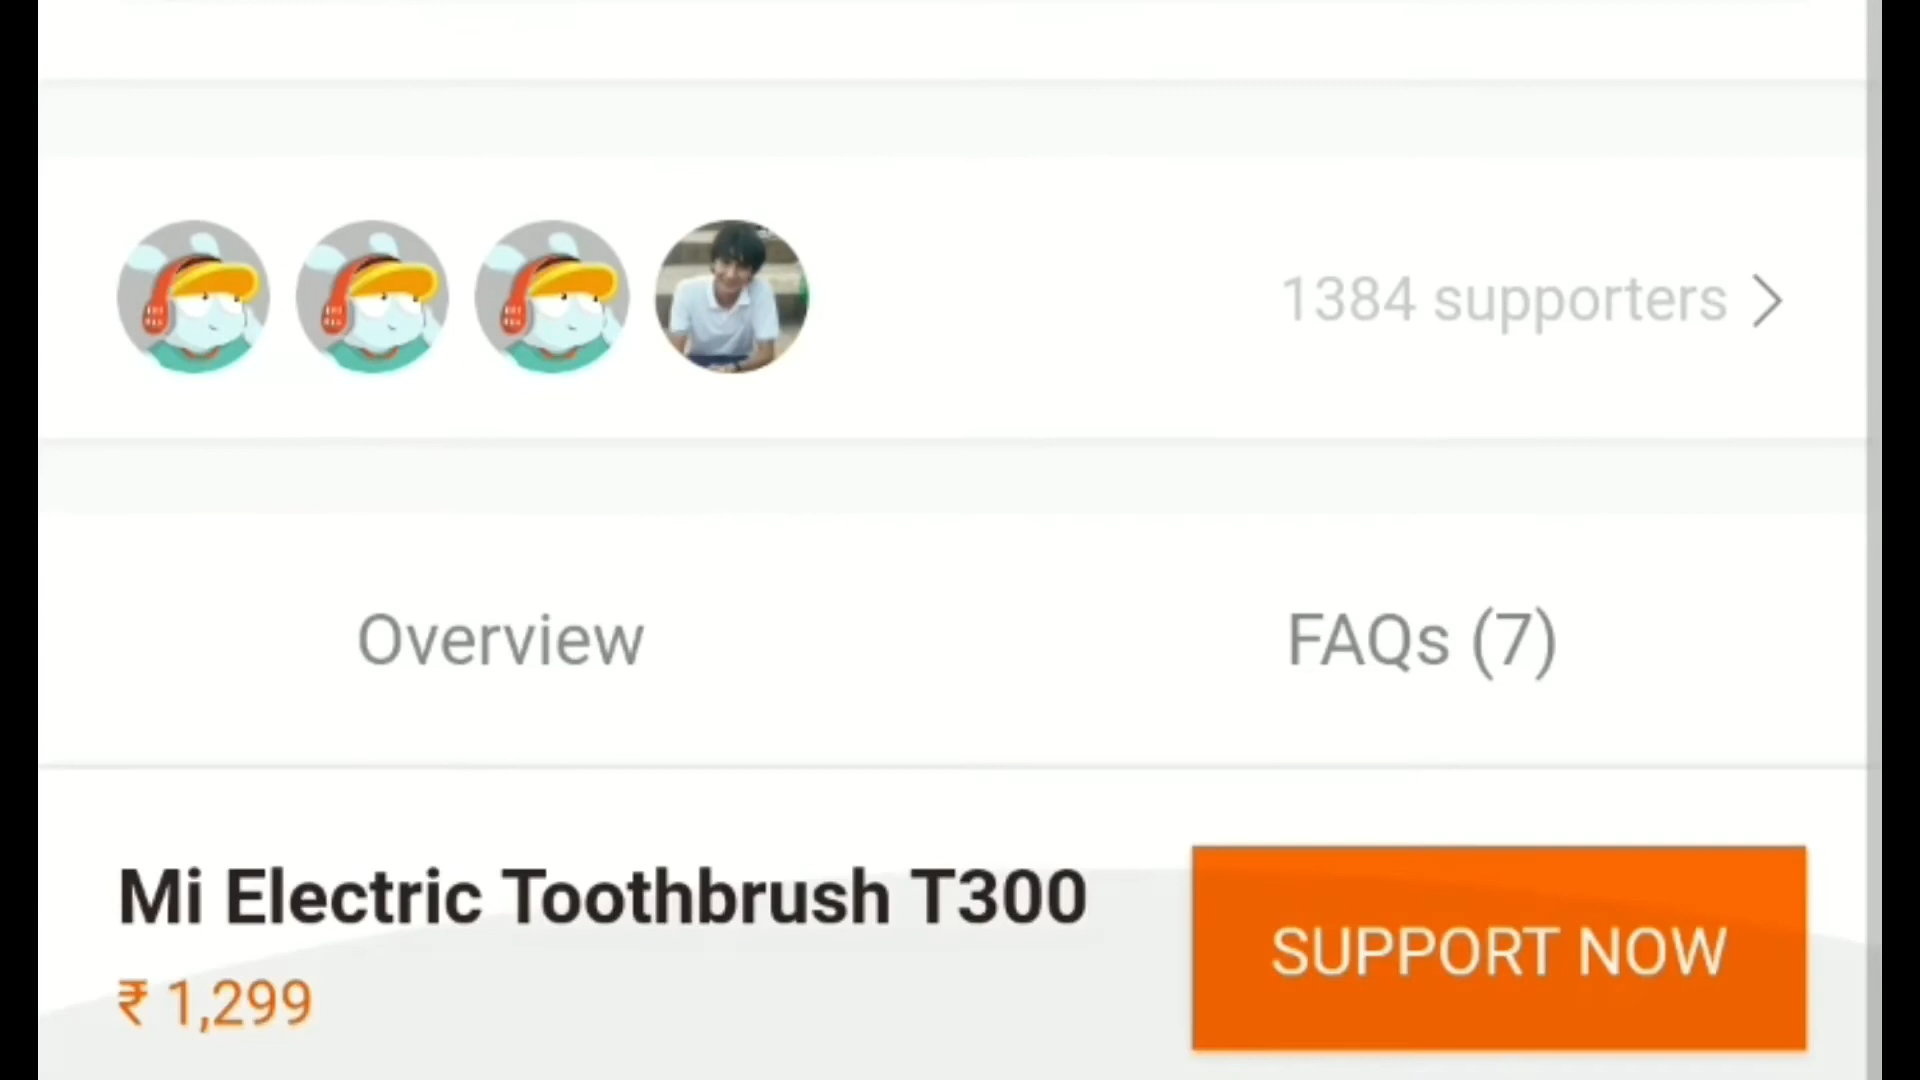 1384 supporters
Overview
FAQs (7)
Mi Electric Toothbrush T300
₹ 1,299
SUPPORT NOW